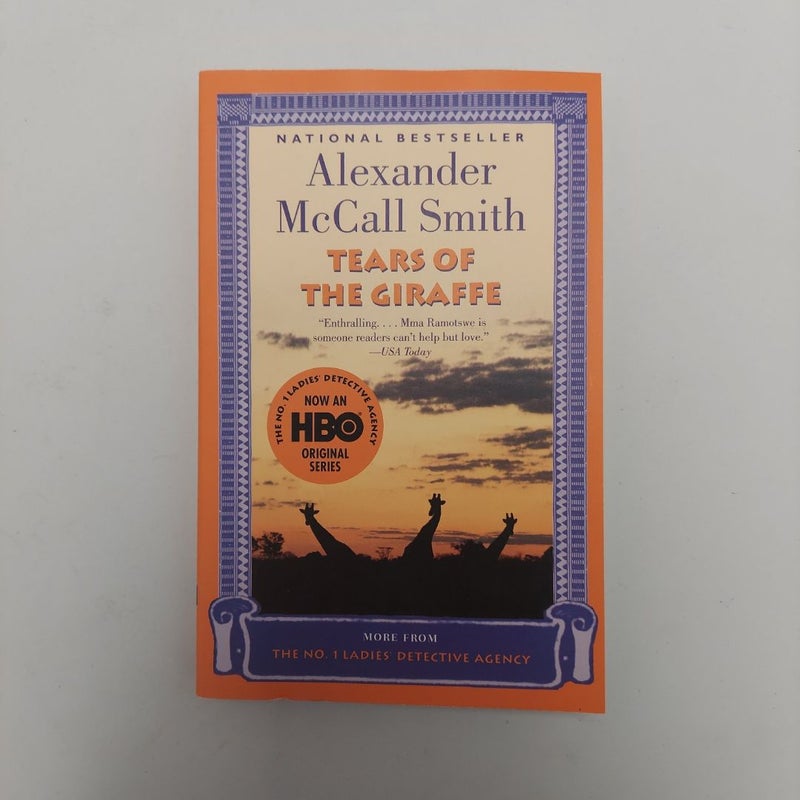 NATIONAL BESTSELLER
Alexander
McCall Smith
TEARS OF
THE GIRAFFE
“Enthralling. . . . Mma Ramotswe is
someone readers can't help but love.”
—USA Today
THE NO. 1 LADIES' DETECTIVE AGENCY
NOW AN
HBO
ORIGINAL
SERIES
MORE FROM
THE NO. 1 LADIES' DETECTIVE AGENCY